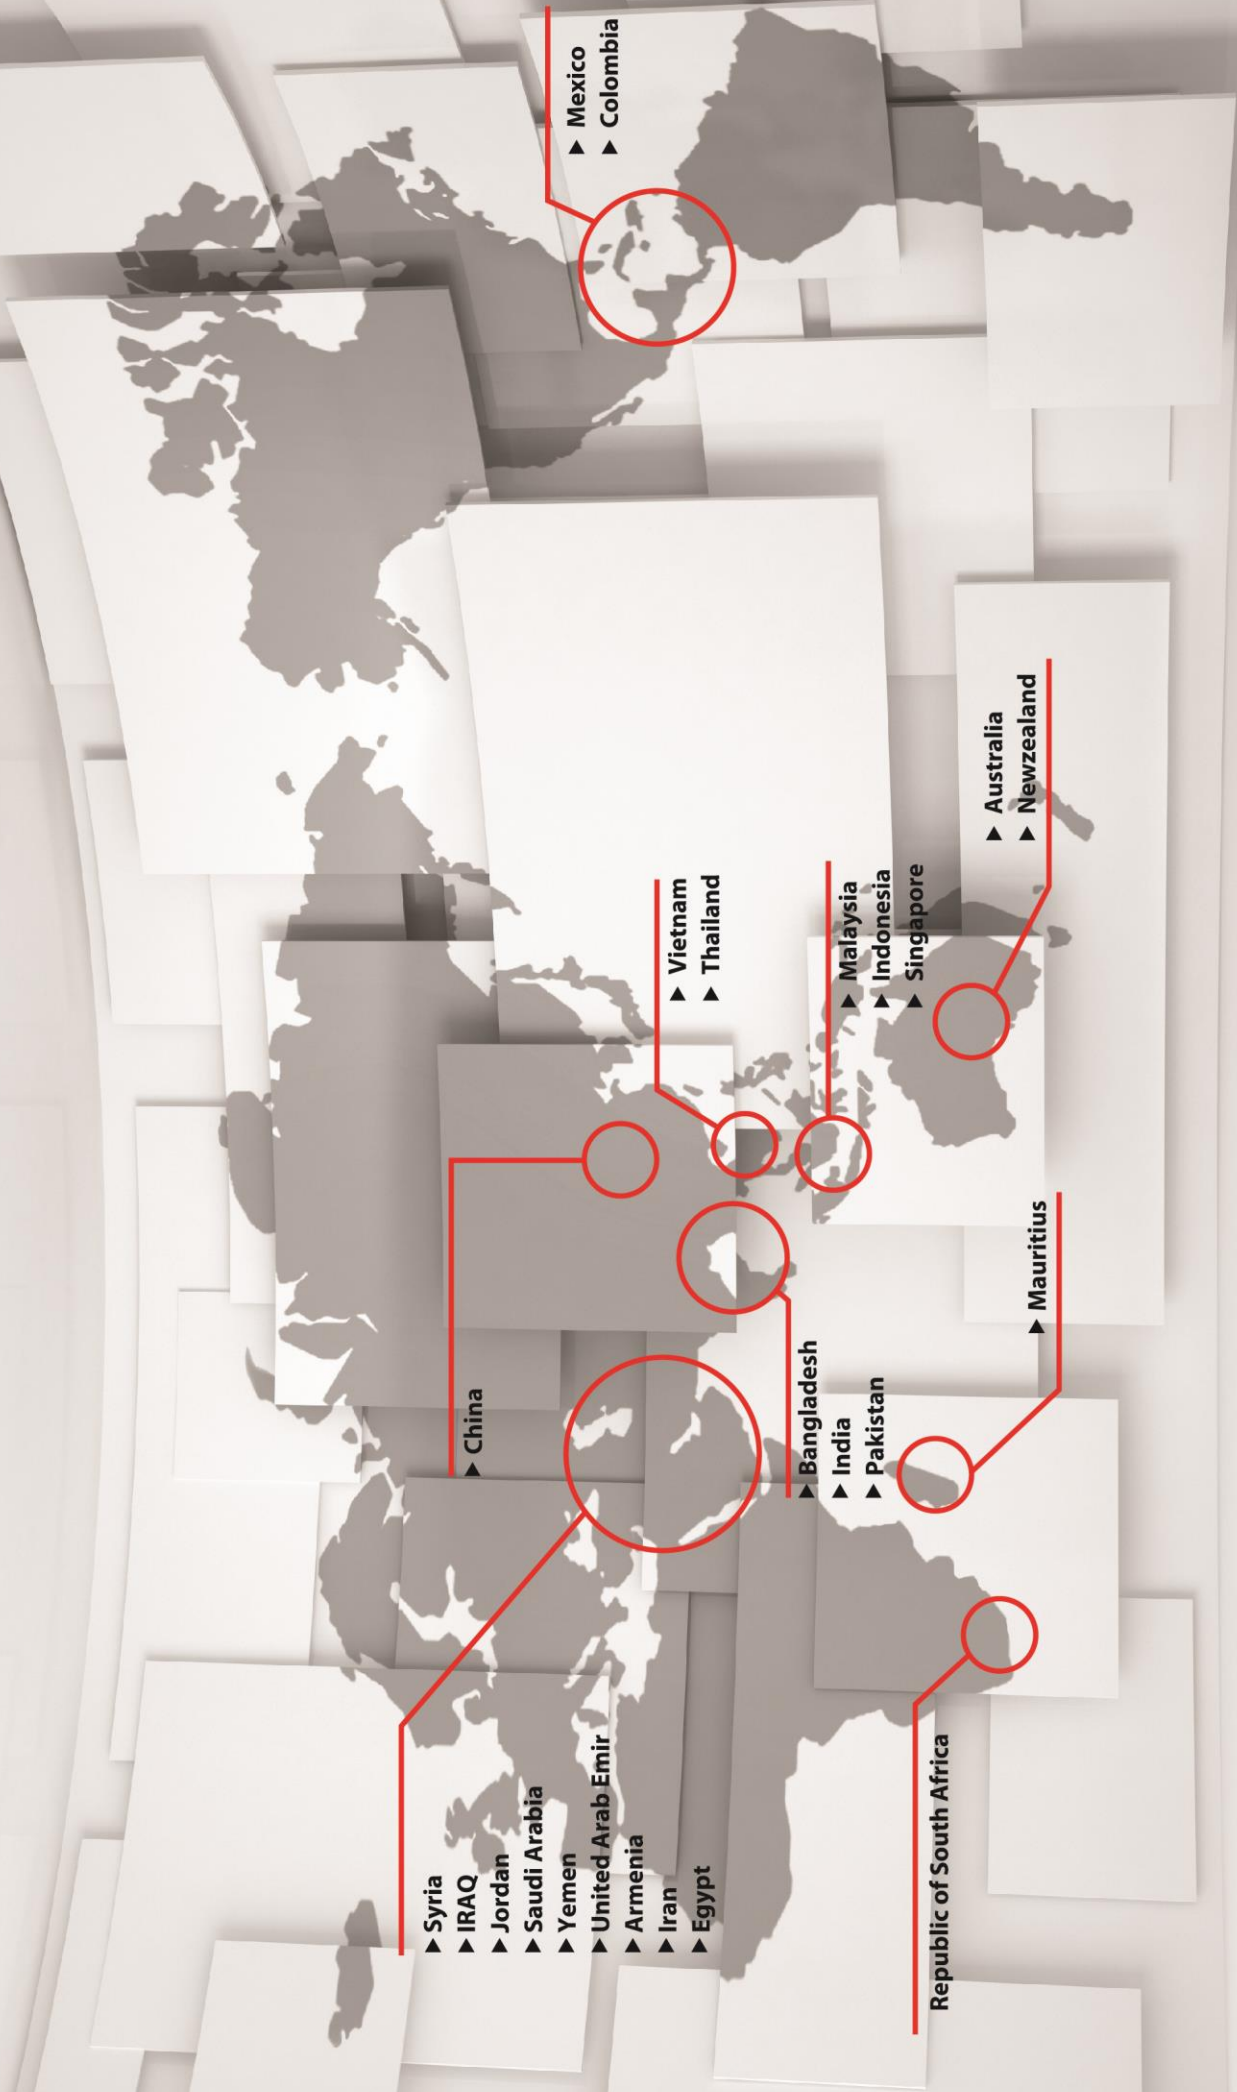 ▶ Syria
▶ IRAQ
▶ Jordan
▶ Saudi Arabia
▶ Yemen
▶ United Arab Emir
▶ Armenia
▶ Iran
▶ Egypt
Republic of South Africa
▶ China
▶ Bangladesh
▶ India
▶ Pakistan
▶ Mauritius
▶ Vietnam
▶ Thailand
▶ Malaysia
▶ Indonesia
▶ Singapore
▶ Australia
▶ Newzealand
▶ Mexico
▶ Colombia